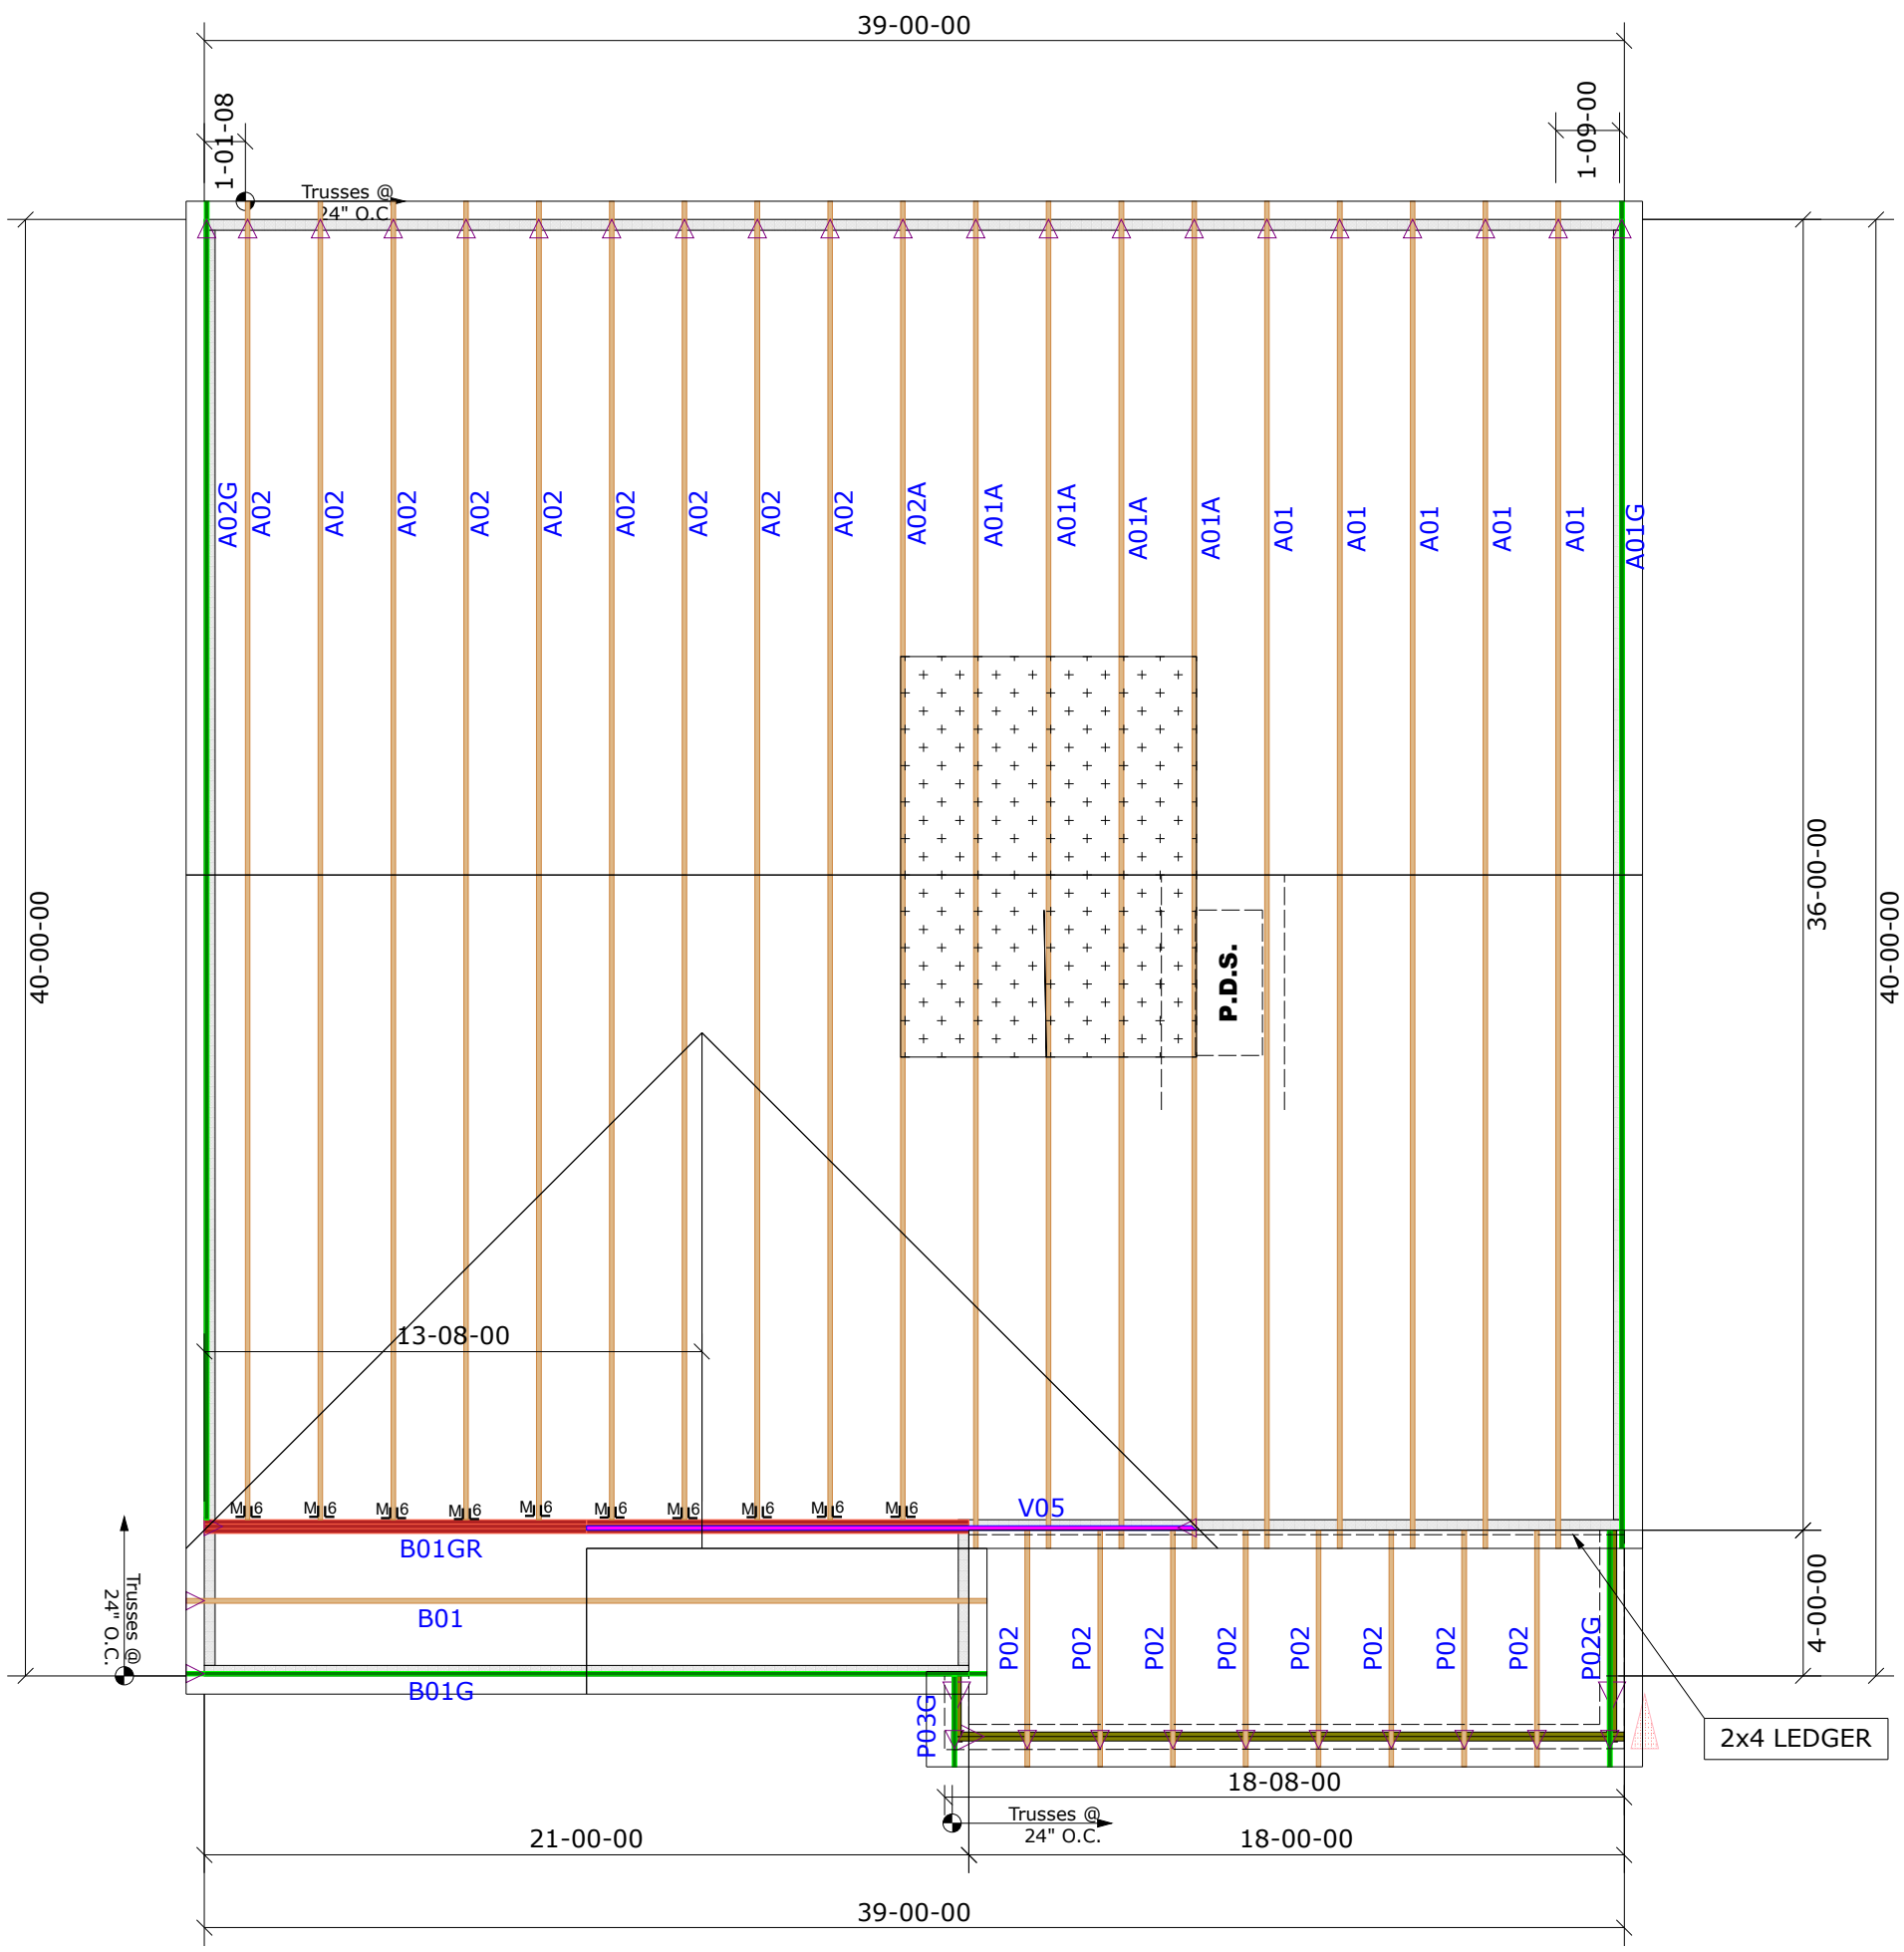 39-00-00
1-01-08
1-09-00
Trusses @
24" O.C.
A02G
A02
A02
A02
A02
A02
A02
A02
A02
A02
A02A
A01A
A01A
A01A
A01A
A01
A01
A01
A01
A01
A01G
40-00-00
36-00-00
40-00-00
P.D.S.
13-08-00
V05
B01GR
B01
B01G
Trusses @
24" O.C.
P02
P02
P02
P02
P02
P02
P02
P02
P02G
P03G
4-00-00
2x4 LEDGER
18-08-00
Trusses @
24" O.C.
21-00-00
18-00-00
39-00-00